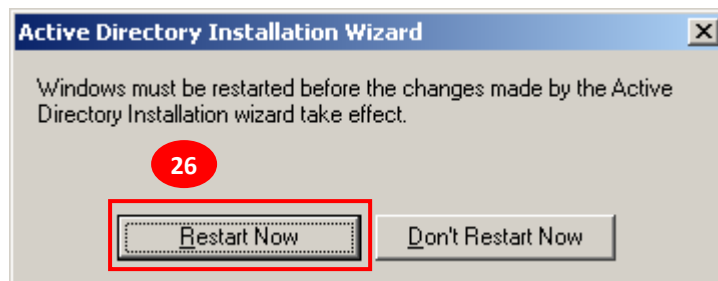 Active Directory Installation Wizard
Windows must be restarted before the changes made by the Active
Directory Installation wizard take effect.
26
Restart Now Don't Restart Now